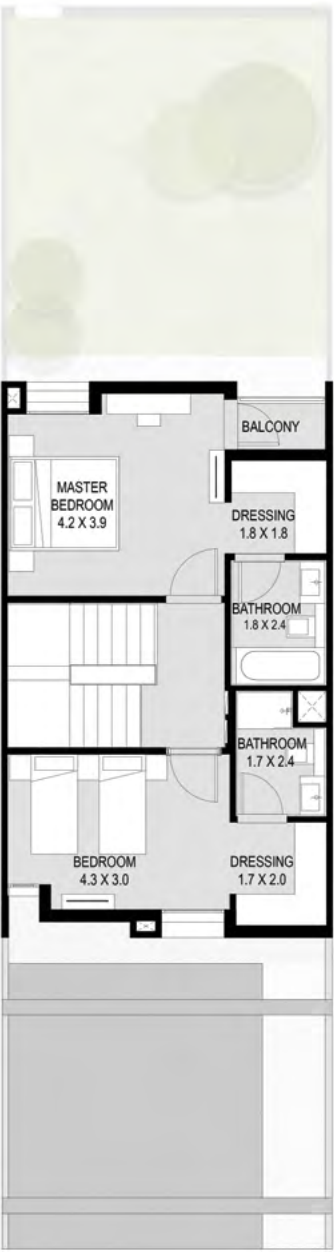 BALCONY
MASTER
BEDROOM
4.2 X 3.9
DRESSING
1.8 X 1.8
BATHROOM
1.8 X 2.4
BATHROOM
1.7 X 2.4
BEDROOM
4.3 X 3.0
DRESSING
1.7 X 2.0